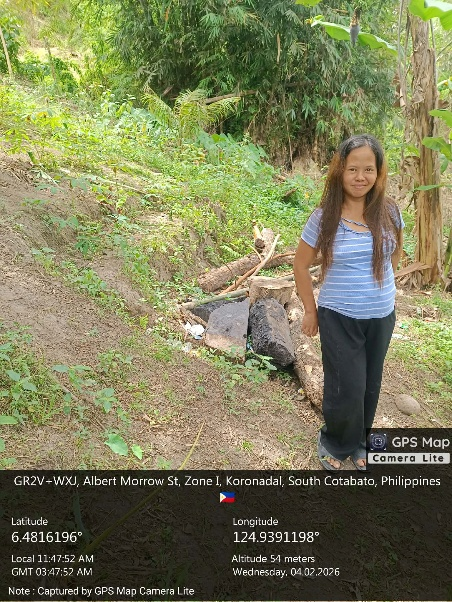 GPS Map
Camera Lite
GR2V+WXJ, Albert Morrow St, Zone I, Koronadal, South Cotabato, Philippines
Latitude
6.4816196°
Longitude
124.9391198°
Local 11:47:52 AM
GMT 03:47:52 AM
Altitude 54 meters
Wednesday, 04.02.2026
Note : Captured by GPS Map Camera Lite